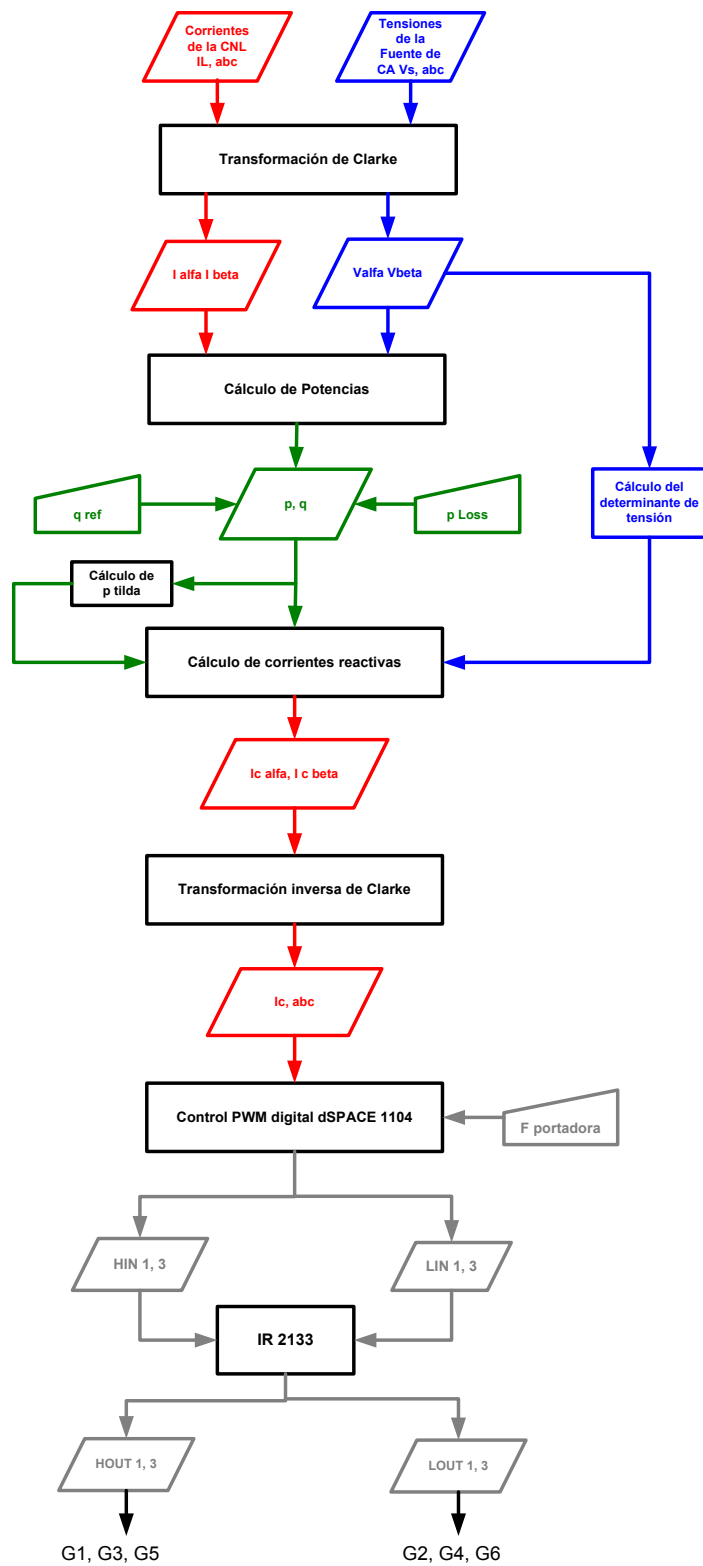 Corrientes
de la CNL
IL, abc
Tensiones
de la
Fuente de
CA Vs, abc
Transformación de Clarke
I alfa I beta
Valfa Vbeta
Cálculo de Potencias
q ref
p, q
p Loss
Cálculo del
determinante de
tensión
Cálculo de
p tilda
Cálculo de corrientes reactivas
Ic alfa, I c beta
Transformación inversa de Clarke
Ic, abc
Control PWM digital dSPACE 1104
F portadora
HIN 1, 3
LIN 1, 3
IR 2133
HOUT 1, 3
LOUT 1, 3
G1, G3, G5
G2, G4, G6